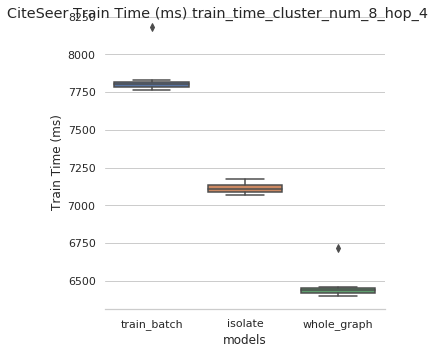 CiteSeer Train Time (ms) train_time_cluster_num_8_hop_4
8250
8000
7750
7250
7000
6750
6500
Train Time (ms)
train_batch
isolate
whole_graph
models